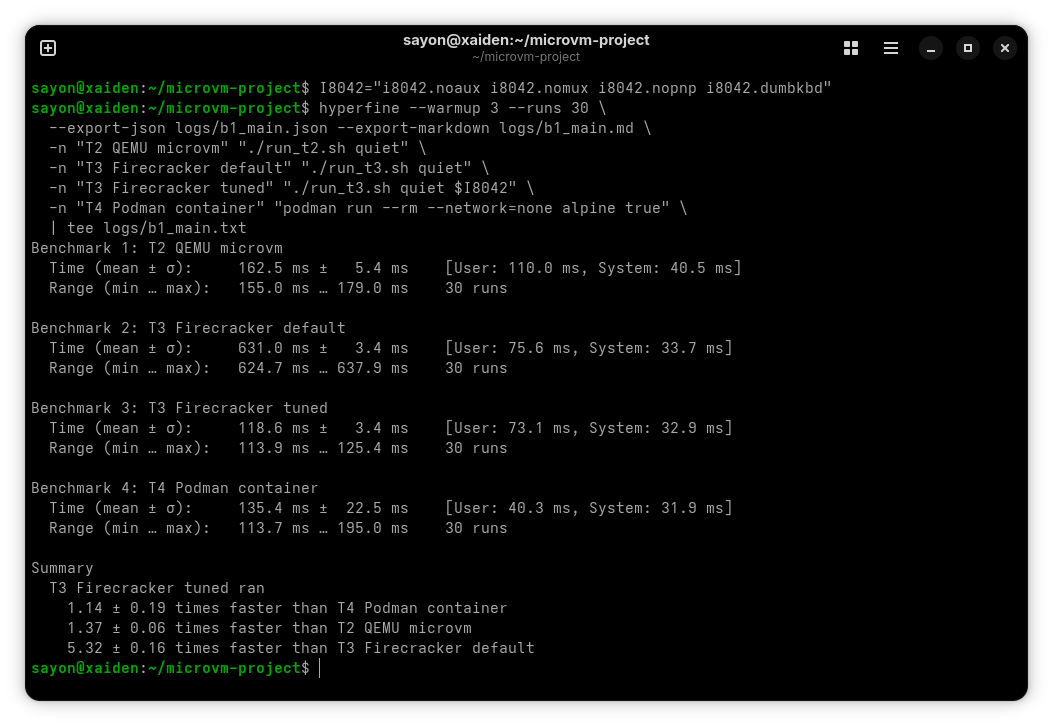 sayon@xaiden:~/microvm-project
~/microvm-project
sayon@xaiden:~/microvm-project$ I8042="i8042.noaux i8042.nomux i8042.nopnp i8042.dumbkbd"
sayon@xaiden:~/microvm-project$ hyperfine --warmup 3 --runs 30 \
  --export-json logs/b1_main.json --export-markdown logs/b1_main.md \
  -n "T2 QEMU microvm" "./run_t2.sh quiet" \
  -n "T3 Firecracker default" "./run_t3.sh quiet" \
  -n "T3 Firecracker tuned" "./run_t3.sh quiet $I8042" \
  -n "T4 Podman container" "podman run --rm --network=none alpine true" \
  | tee logs/b1_main.txt
Benchmark 1: T2 QEMU microvm
  Time (mean ± σ):     162.5 ms ±   5.4 ms    [User: 110.0 ms, System: 40.5 ms]
  Range (min … max):   155.0 ms … 179.0 ms    30 runs

Benchmark 2: T3 Firecracker default
  Time (mean ± σ):     631.0 ms ±   3.4 ms    [User: 75.6 ms, System: 33.7 ms]
  Range (min … max):   624.7 ms … 637.9 ms    30 runs

Benchmark 3: T3 Firecracker tuned
  Time (mean ± σ):     118.6 ms ±   3.4 ms    [User: 73.1 ms, System: 32.9 ms]
  Range (min … max):   113.9 ms … 125.4 ms    30 runs

Benchmark 4: T4 Podman container
  Time (mean ± σ):     135.4 ms ±  22.5 ms    [User: 40.3 ms, System: 31.9 ms]
  Range (min … max):   113.7 ms … 195.0 ms    30 runs

Summary
  T3 Firecracker tuned ran
    1.14 ± 0.19 times faster than T4 Podman container
    1.37 ± 0.06 times faster than T2 QEMU microvm
    5.32 ± 0.16 times faster than T3 Firecracker default
sayon@xaiden:~/microvm-project$